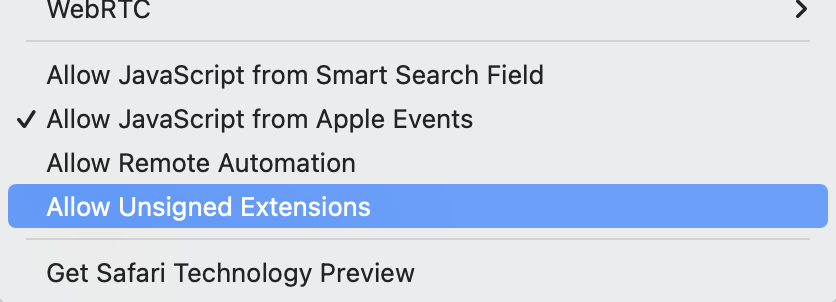 WebRTC
Allow JavaScript from Smart Search Field
Allow JavaScript from Apple Events
Allow Remote Automation
Allow Unsigned Extensions
Get Safari Technology Preview